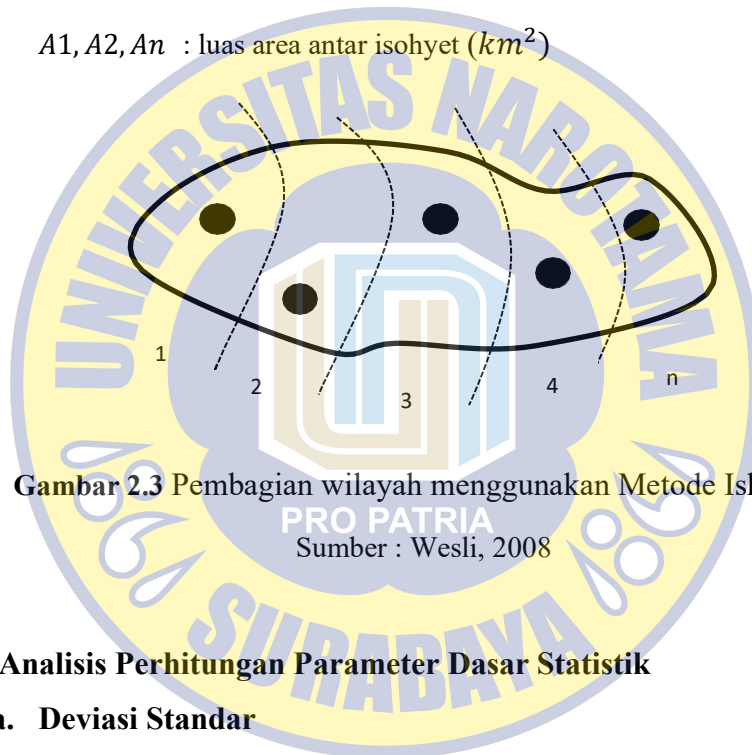 A1, A2, An : luas area antar isohyet (km²)
UNIVERSITAS NAROTAMA
1
2
3
4
n
Gambar 2.3 Pembagian wilayah menggunakan Metode
PRO PATRIA
Sumber : Wesli, 2008
SURABAYA
Analisis Perhitungan Parameter Dasar Statistik
a. Deviasi Standar